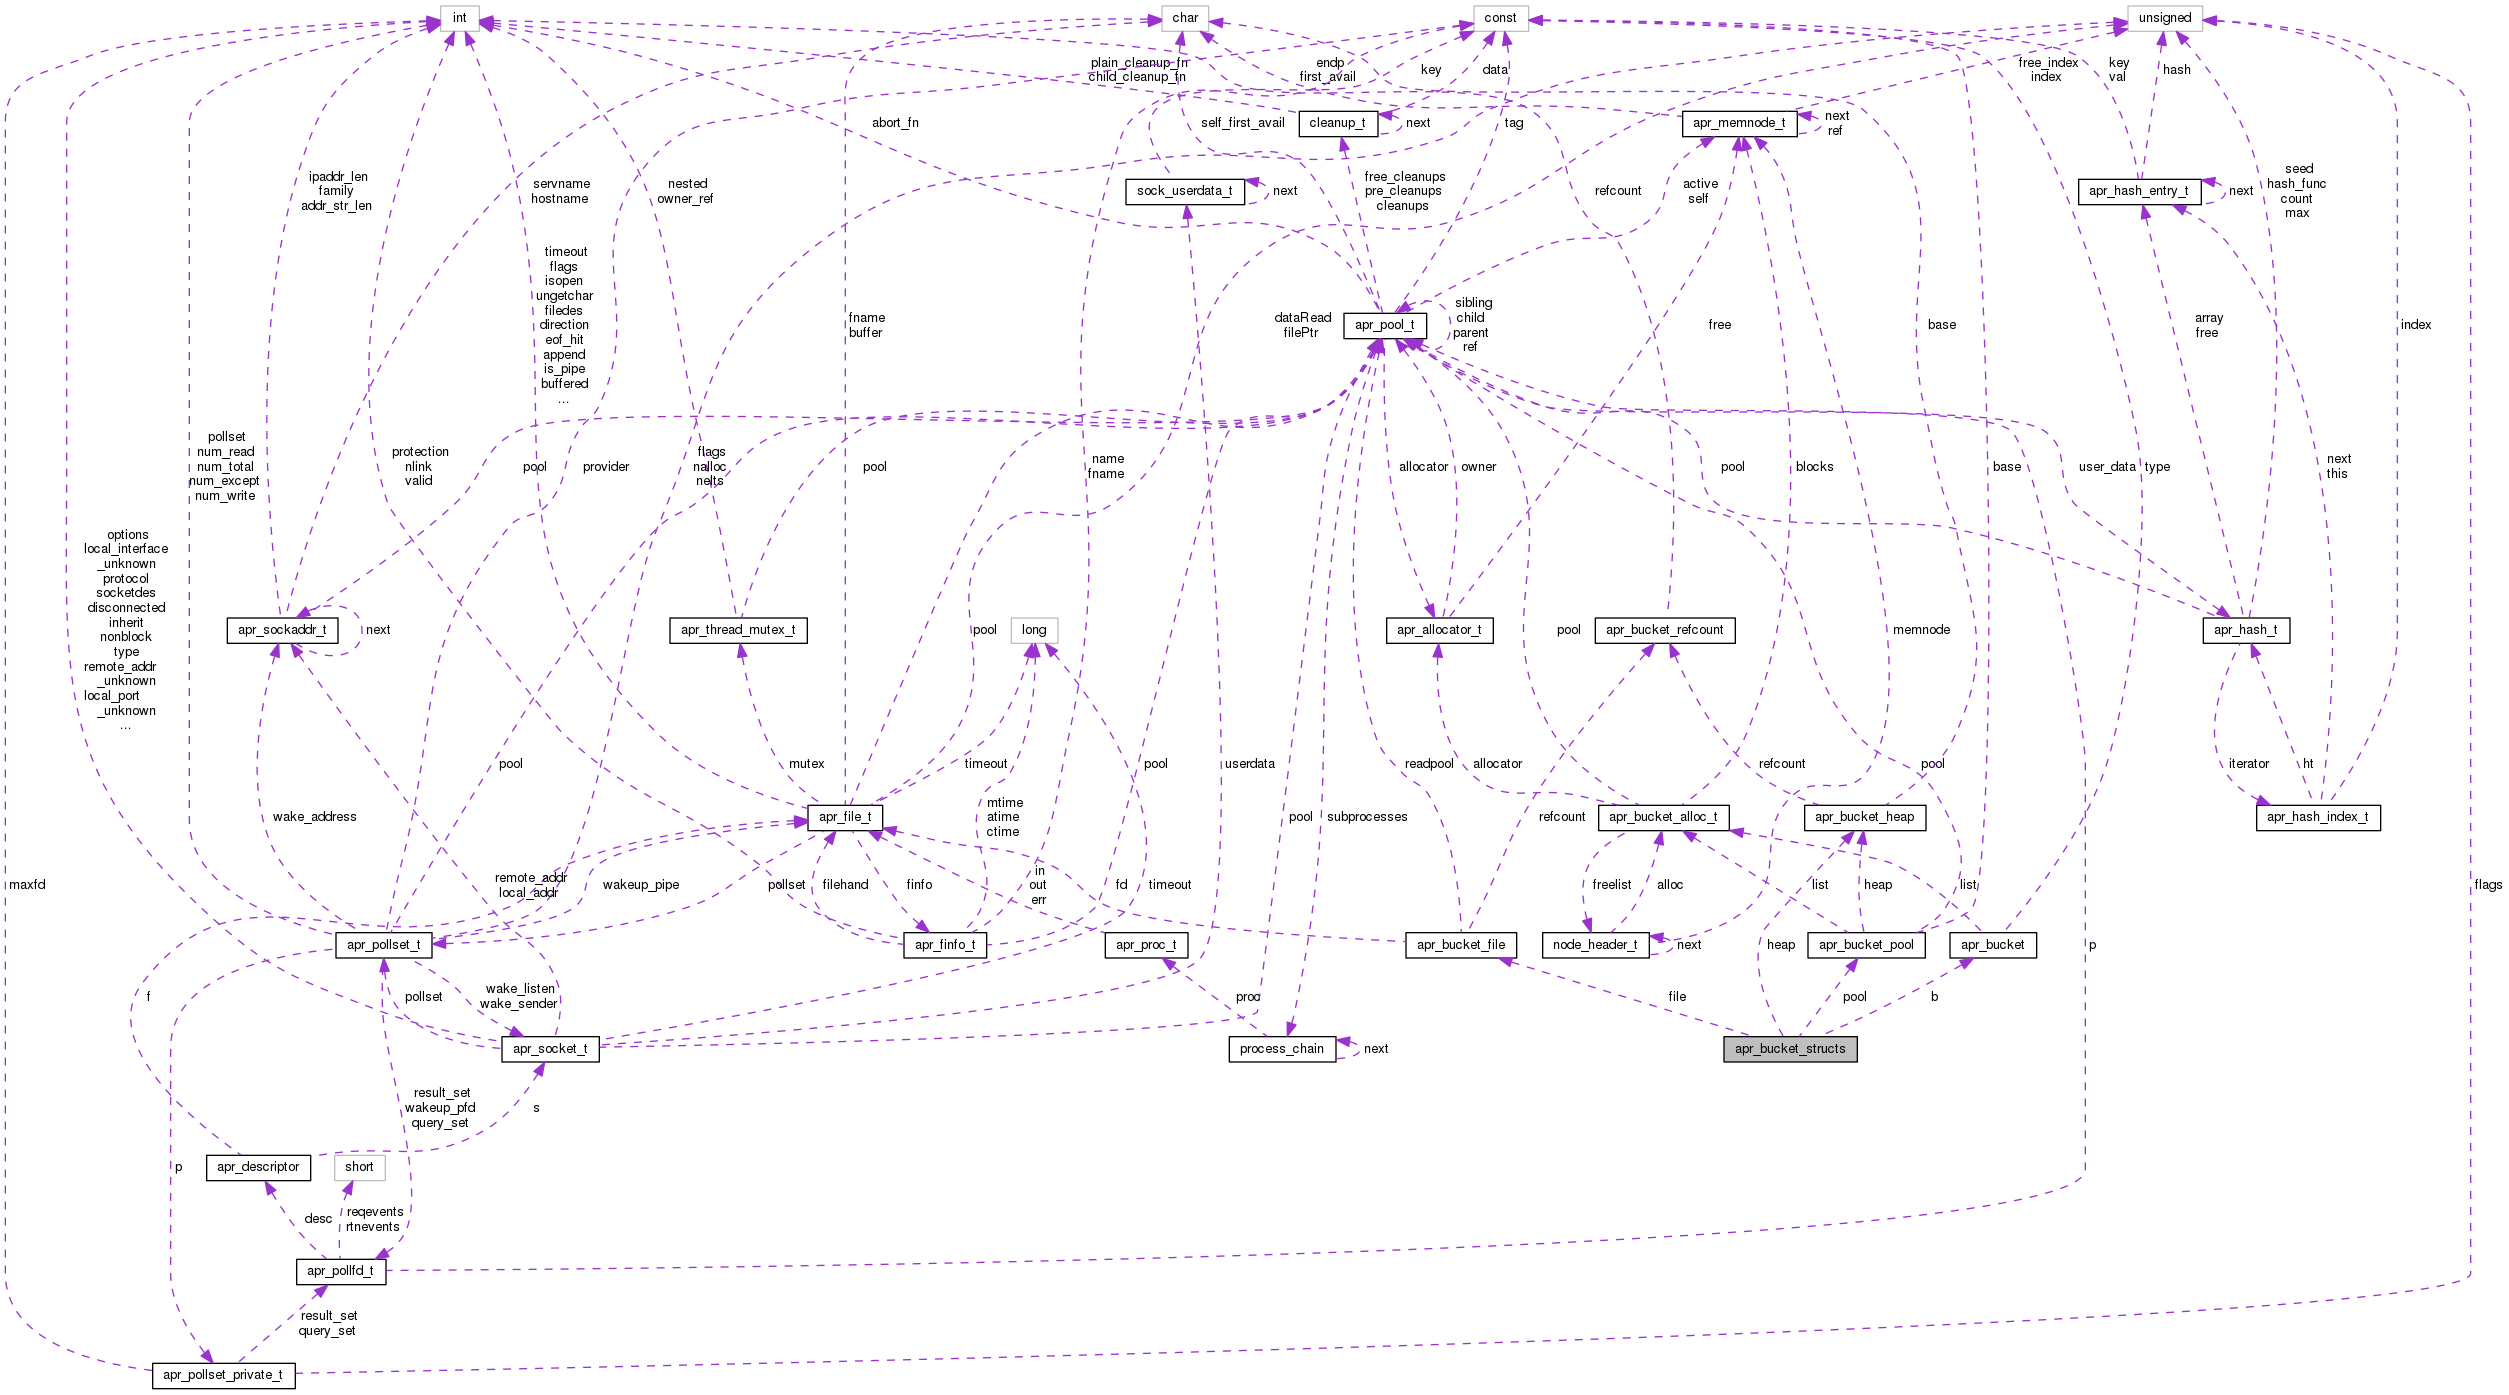 int
char
const
unsigned
plain_cleanup_fn
child_cleanup_fn
endp
first_avail
key
data
free_index
index
key
val
hash
abort_fn
self_first_avail
cleanup_t
next
tag
apr_memnode_t
next
ref
ipaddr_len
family
addr_str_len
servname
hostname
nested
owner_ref
sock_userdata_t
next
free_cleanups
pre_cleanups
cleanups
refcount
active
self
apr_hash_entry_t
next
seed
hash_func
count
max
timeout
flags
isopen
ungetchar
filedes
direction
eof_hit
append
is_pipe
buffered
...
fname
buffer
dataRead
filePtr
apr_pool_t
sibling
child
parent
ref
free
base
array
free
index
pollset
num_read
num_total
num_except
num_write
protection
nlink
valid
pool
provider
flags
nalloc
nelts
pool
name
fname
allocator
owner
pool
blocks
base
user_data
type
next
this
options
local_interface
_unknown
protocol
socketdes
disconnected
inherit
nonblock
type
remote_addr
_unknown
local_port
_unknown
...
apr_sockaddr_t
next
apr_thread_mutex_t
pool
long
apr_allocator_t
pool
apr_bucket_refcount
memnode
apr_hash_t
wake_address
pool
mutex
timeout
pool
userdata
readpool
allocator
refcount
pool
iterator
ht
mtime
atime
ctime
apr_file_t
pool
subprocesses
refcount
apr_bucket_alloc_t
apr_bucket_heap
apr_hash_index_t
maxfd
remote_addr
local_addr
wakeup_pipe
pollset
filehand
finfo
in
out
err
fd
timeout
freelist
alloc
list
heap
list
flags
apr_pollset_t
apr_finfo_t
apr_proc_t
apr_bucket_file
node_header_t
next
apr_bucket_pool
apr_bucket
heap
p
f
pollset
wake_listen
wake_sender
proc
file
pool
b
apr_socket_t
process_chain
next
apr_bucket_structs
result_set
wakeup_pfd
query_set
s
p
apr_descriptor
short
desc
reqevents
rtnevents
apr_pollfd_t
result_set
query_set
apr_pollset_private_t